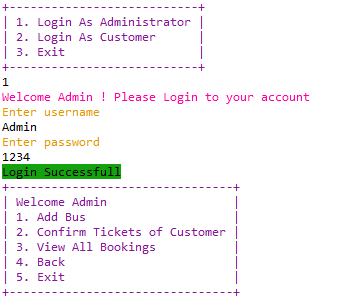 +---------------------------+
| 1. Login As Administrator |
| 2. Login As Customer      |
| 3. Exit                   |
+---------------------------+
1
Welcome Admin ! Please Login to your account
Enter username
Admin
Enter password
1234
Login Successfull
+--------------------------------+
| Welcome Admin                  |
| 1. Add Bus                     |
| 2. Confirm Tickets of Customer |
| 3. View All Bookings           |
| 4. Back                        |
| 5. Exit                        |
+--------------------------------+